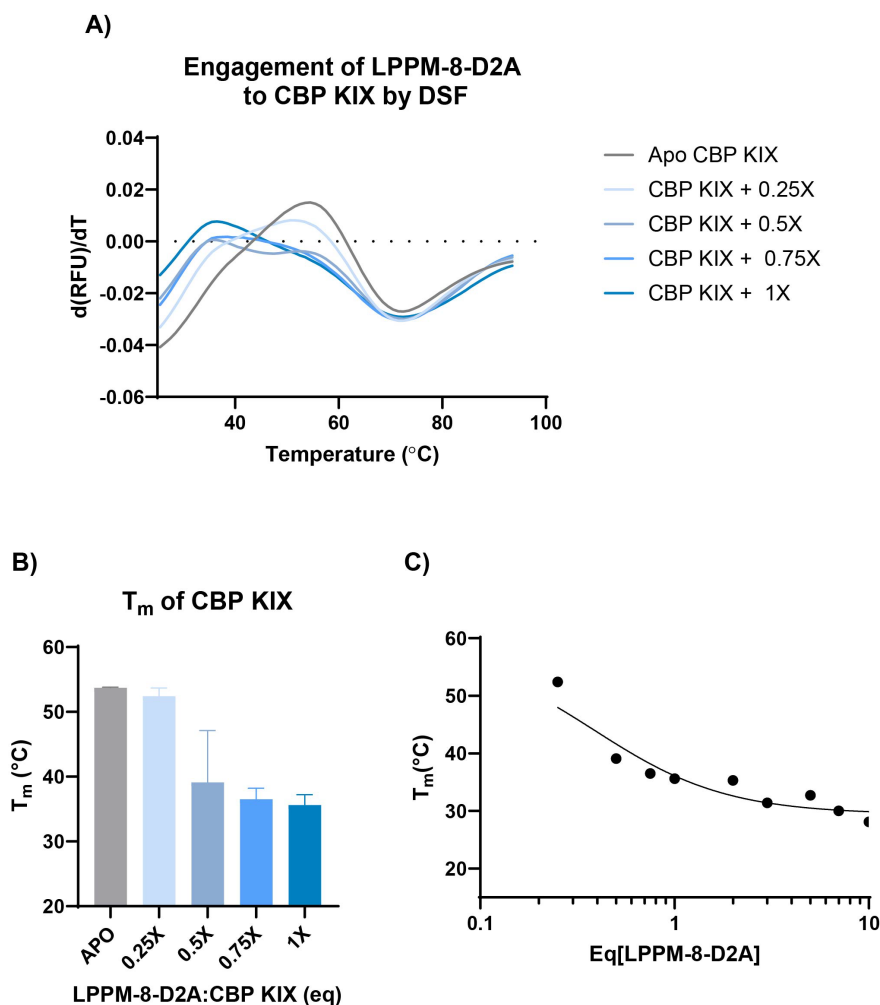 A)
Engagement of LPPM-8-D2A
to CBP KIX by DSF
0.04
0.02
0.00
-0.02
-0.04
-0.06
d(RFU)/dT
40
60
80
100
Temperature (°C)
Apo CBP KIX
CBP KIX + 0.25X
CBP KIX + 0.5X
CBP KIX + 0.75X
CBP KIX + 1X
B)
Tm of CBP KIX
60
50
40
30
20
Tm (°C)
APO
0.25X
0.5X
0.75X
1X
LPPM-8-D2A:CBP KIX (eq)
C)
60
50
40
30
20
Tm(°C)
0.1
1
10
Eq[LPPM-8-D2A]